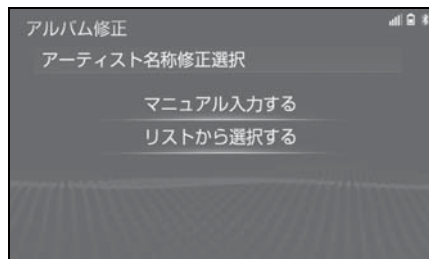 アルバム修正
アーティスト名称修正選択
マニュアル入力する
リストから選択する